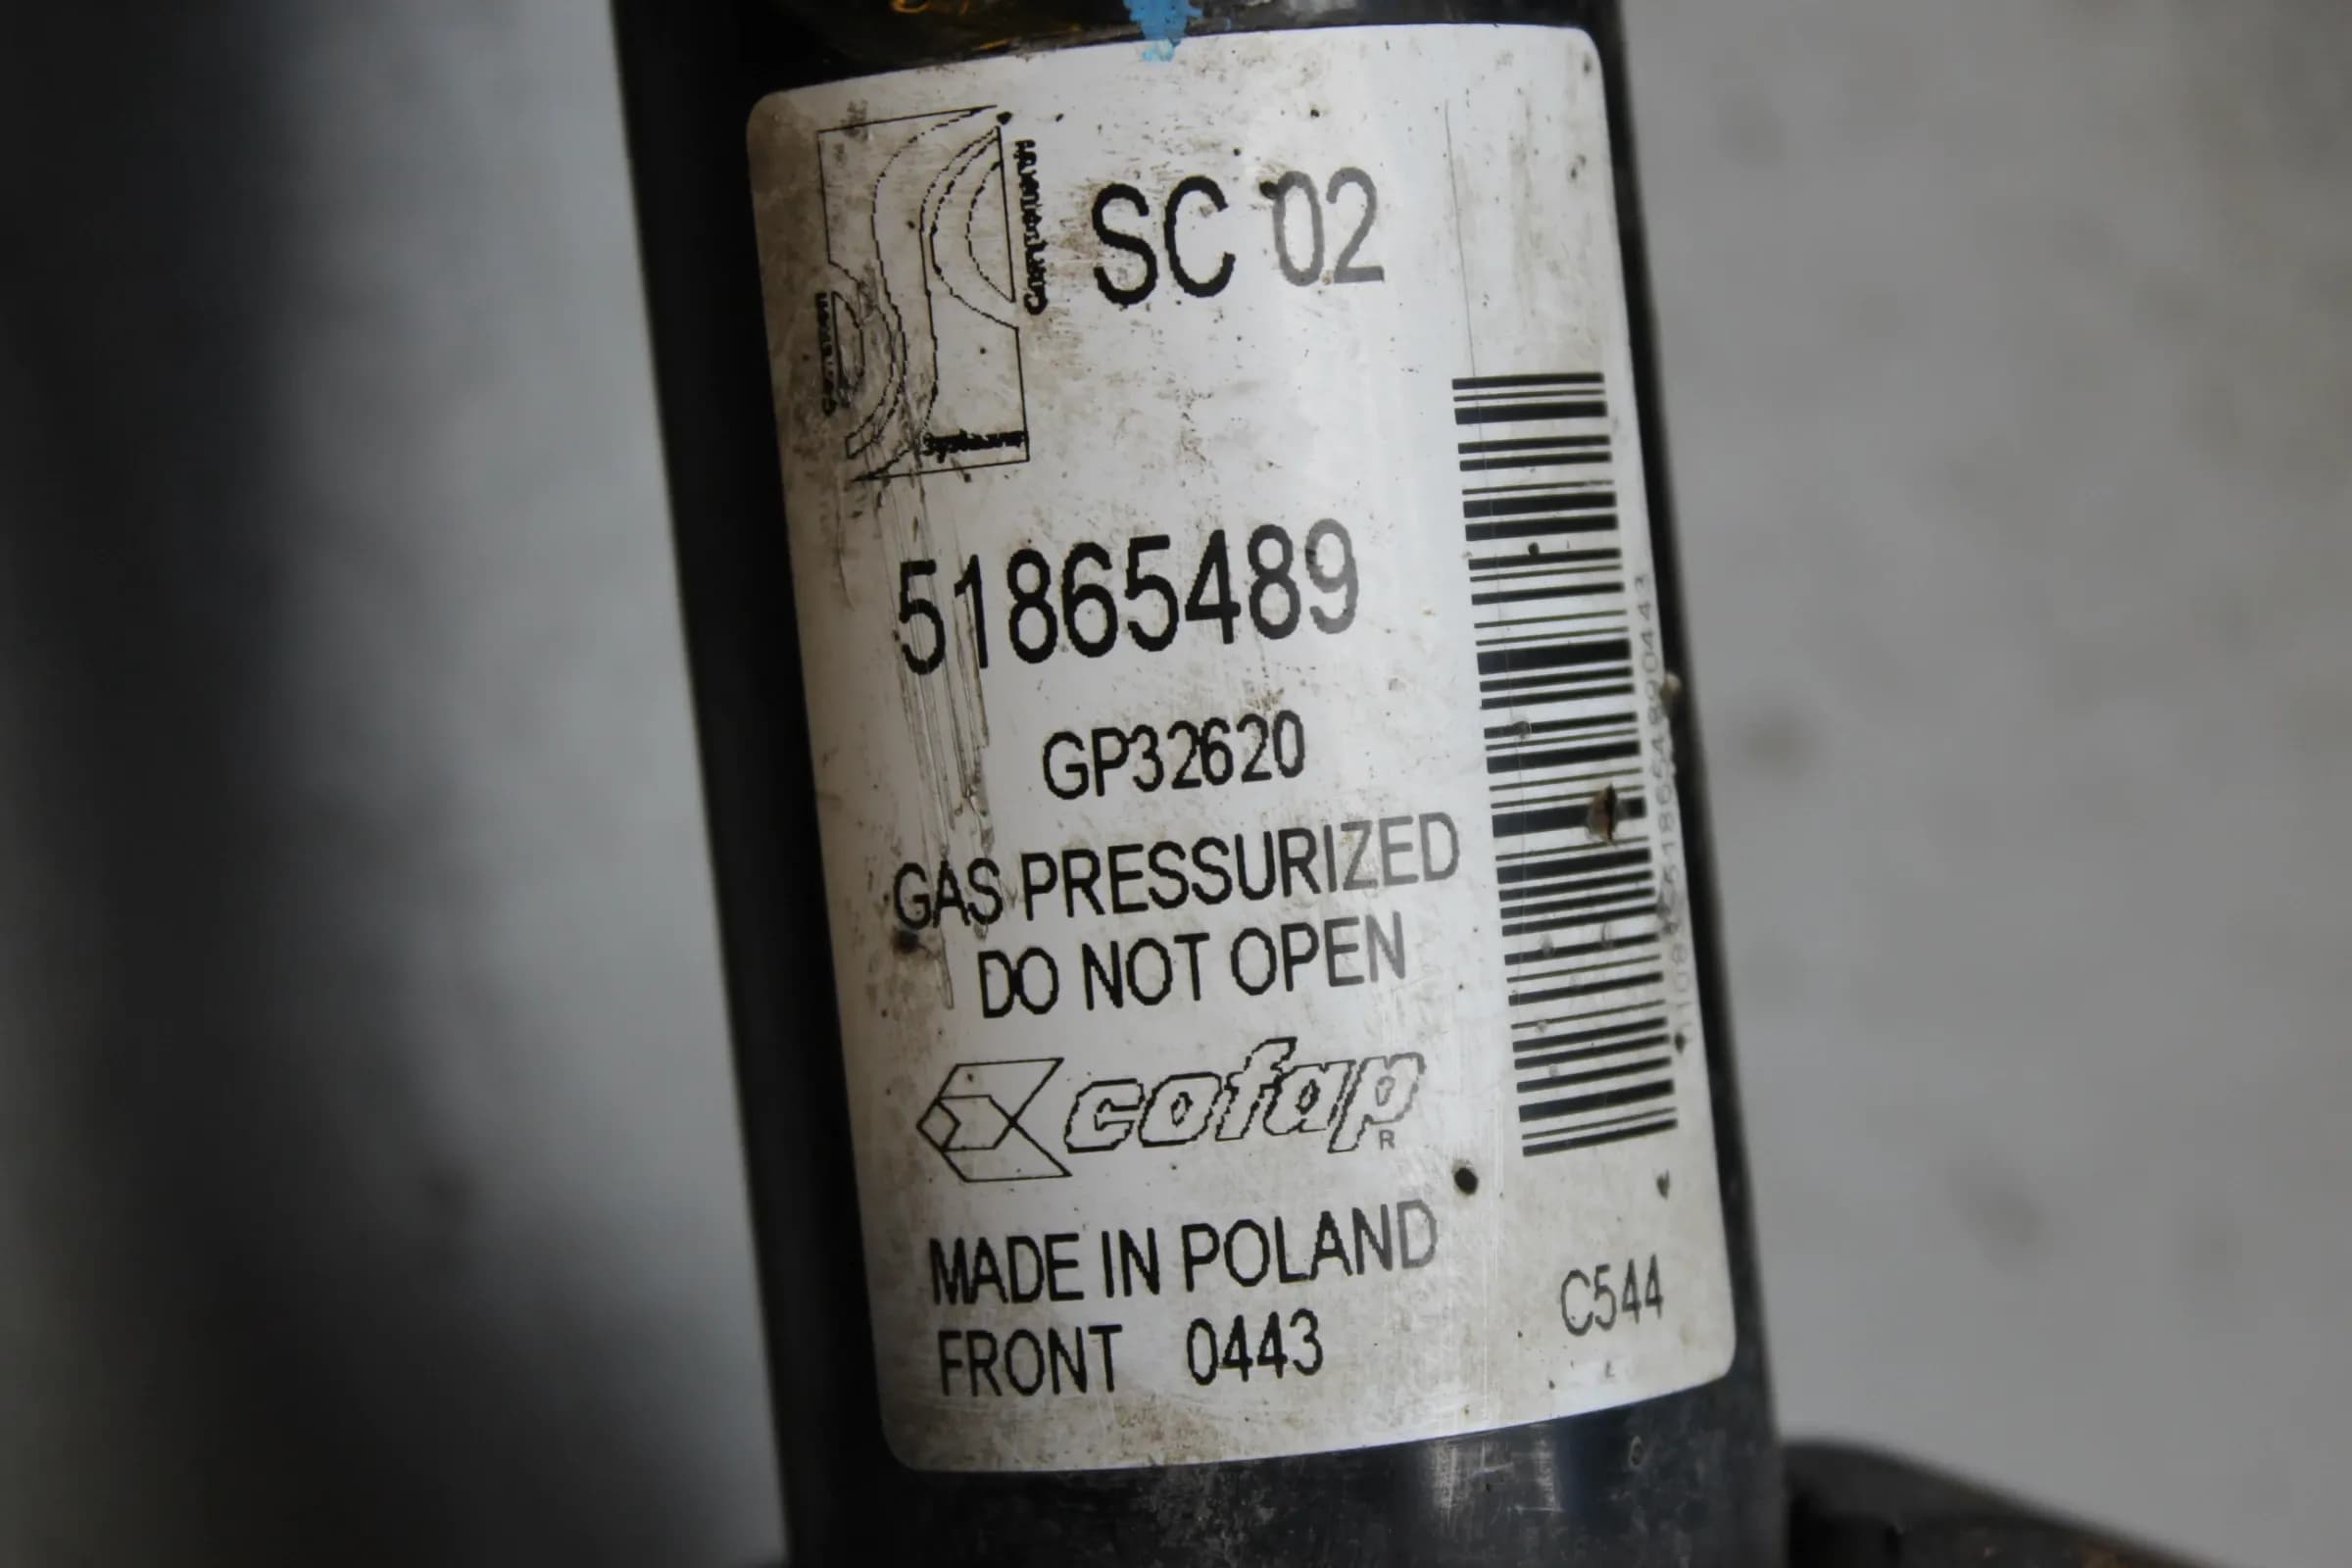 SC 02
51865489
GP32620
GAS PRESSURIZED
DO NOT OPEN
cofap
R
MADE IN POLAND
FRONT 0443
C544